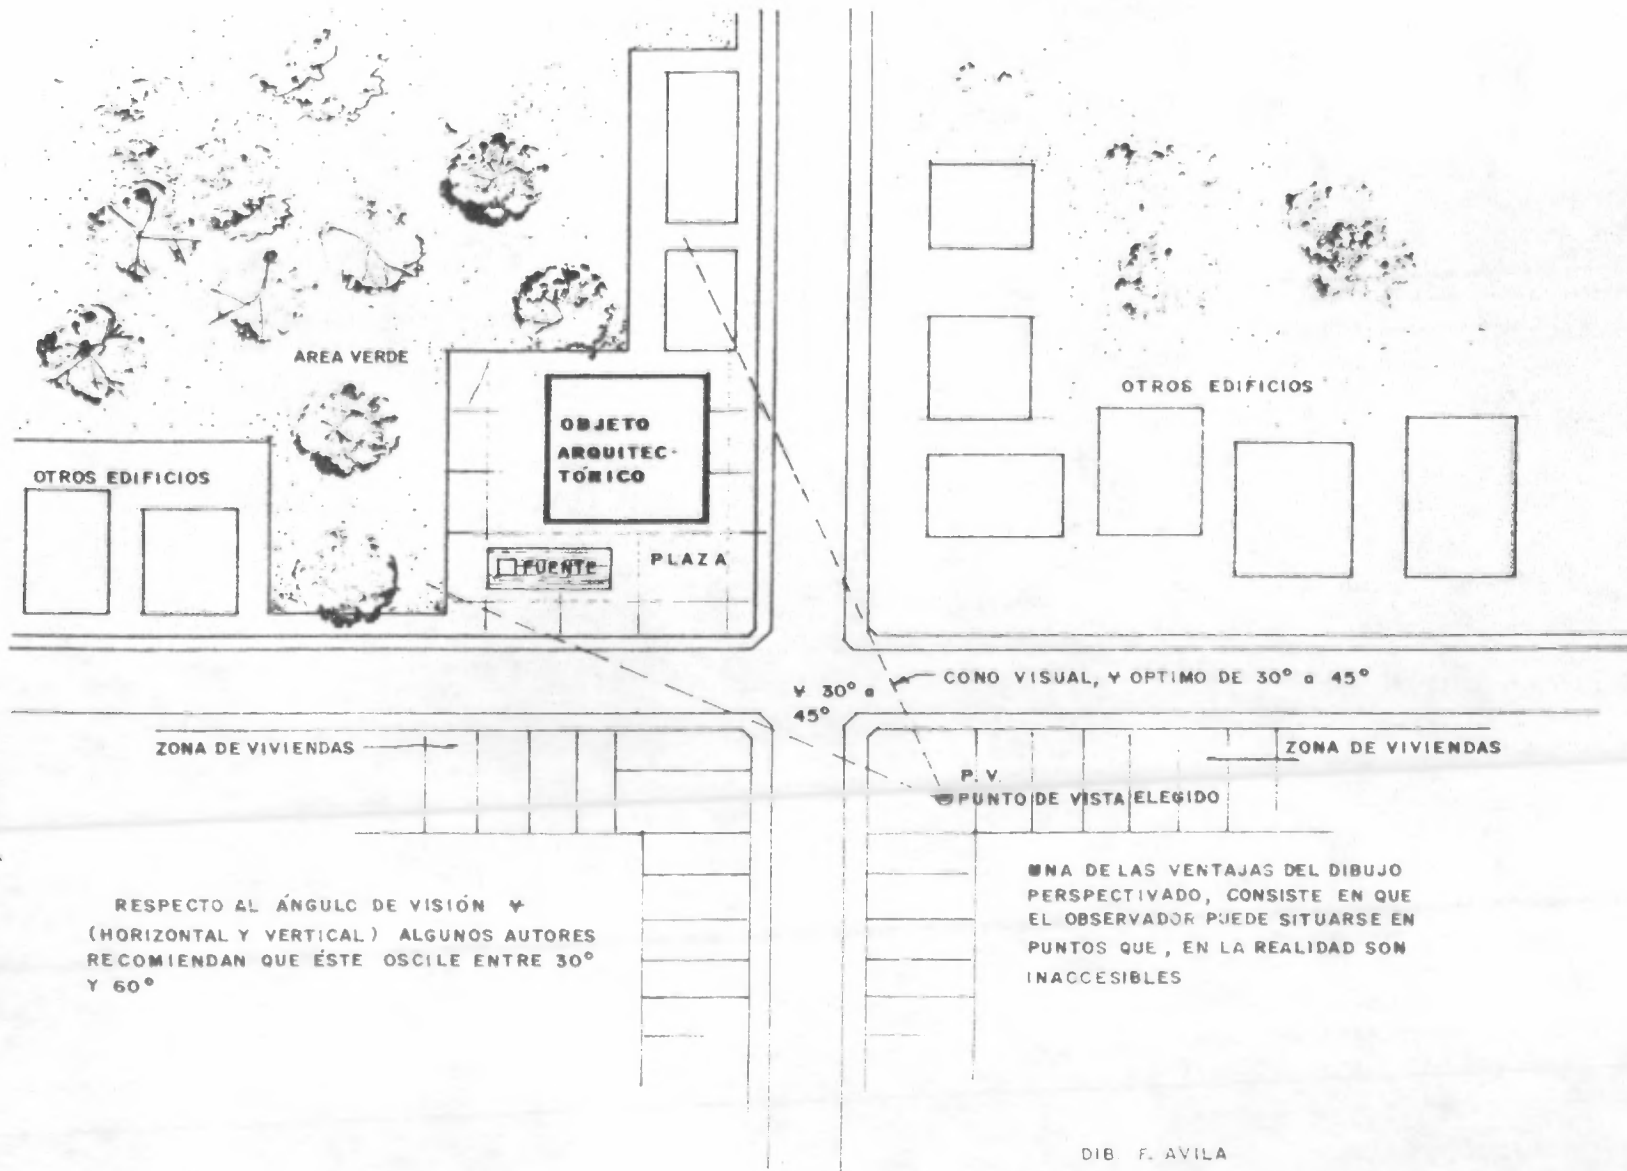 AREA VERDE
OTROS EDIFICIOS
OBJETO
ARQUITEC-
TÓNICO
FUENTE
PLAZA
OTROS EDIFICIOS
CONO VISUAL, ∀ OPTIMO DE 30° a 45°
∀ 30° a
45°
ZONA DE VIVIENDAS
ZONA DE VIVIENDAS
P. V.
PUNTO DE VISTA ELEGIDO
RESPECTO AL ÁNGULO DE VISIÓN ∀
(HORIZONTAL Y VERTICAL) ALGUNOS AUTORES
RECOMIENDAN QUE ÉSTE OSCILE ENTRE 30°
Y 60°
UNA DE LAS VENTAJAS DEL DIBUJO
PERSPECTIVADO, CONSISTE EN QUE
EL OBSERVADOR PUEDE SITUARSE EN
PUNTOS QUE, EN LA REALIDAD SON
INACCESIBLES
DIB F. AVILA